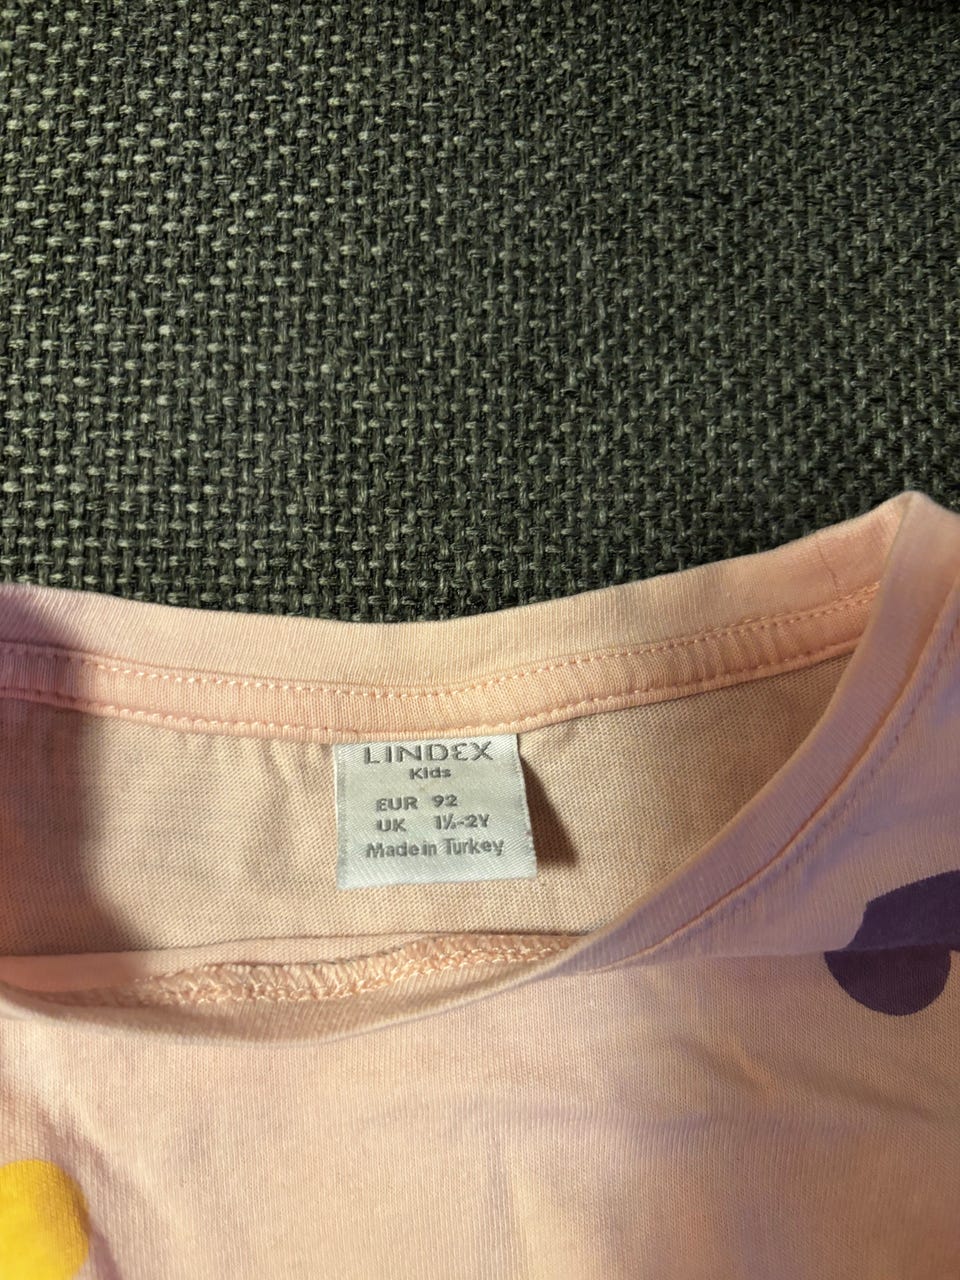 LINDEX
Kids
EUR 92
UK 1½-2Y
Made in Turkey